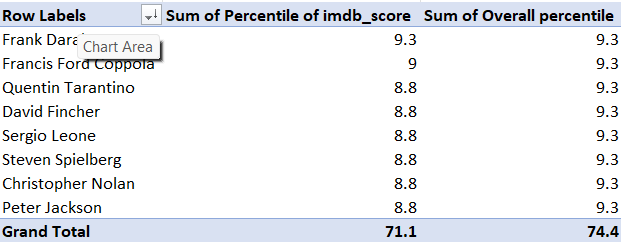 Row Labels Sum of Percentile of imdb_score Sum of Overall percentile
Frank 9.3 9.3
Chart Area
Francis Ford Coppola 9 9.3
Quentin Tarantino 8.8 9.3
David Fincher 8.8 9.3
Sergio Leone 8.8 9.3
Steven Spielberg 8.8 9.3
Christopher Nolan 8.8 9.3
Peter Jackson 8.8 9.3
Grand Total 71.1 74.4